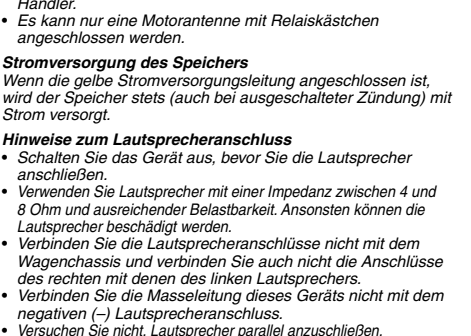 Händler.
• Es kann nur eine Motorantenne mit Relaiskästchen
angeschlossen werden.
Stromversorgung des Speichers
Wenn die gelbe Stromversorgungsleitung angeschlossen ist,
wird der Speicher stets (auch bei ausgeschalteter Zündung) mit
Strom versorgt.
Hinweise zum Lautsprecheranschluss
• Schalten Sie das Gerät aus, bevor Sie die Lautsprecher
anschließen.
• Verwenden Sie Lautsprecher mit einer Impedanz zwischen 4 und
8 Ohm und ausreichender Belastbarkeit. Ansonsten können die
Lautsprecher beschädigt werden.
• Verbinden Sie die Lautsprecheranschlüsse nicht mit dem
Wagenchassis und verbinden Sie auch nicht die Anschlüsse
des rechten mit denen des linken Lautsprechers.
• Verbinden Sie die Masseleitung dieses Geräts nicht mit dem
negativen (–) Lautsprecheranschluss.
• Versuchen Sie nicht, Lautsprecher parallel anzuschließen.